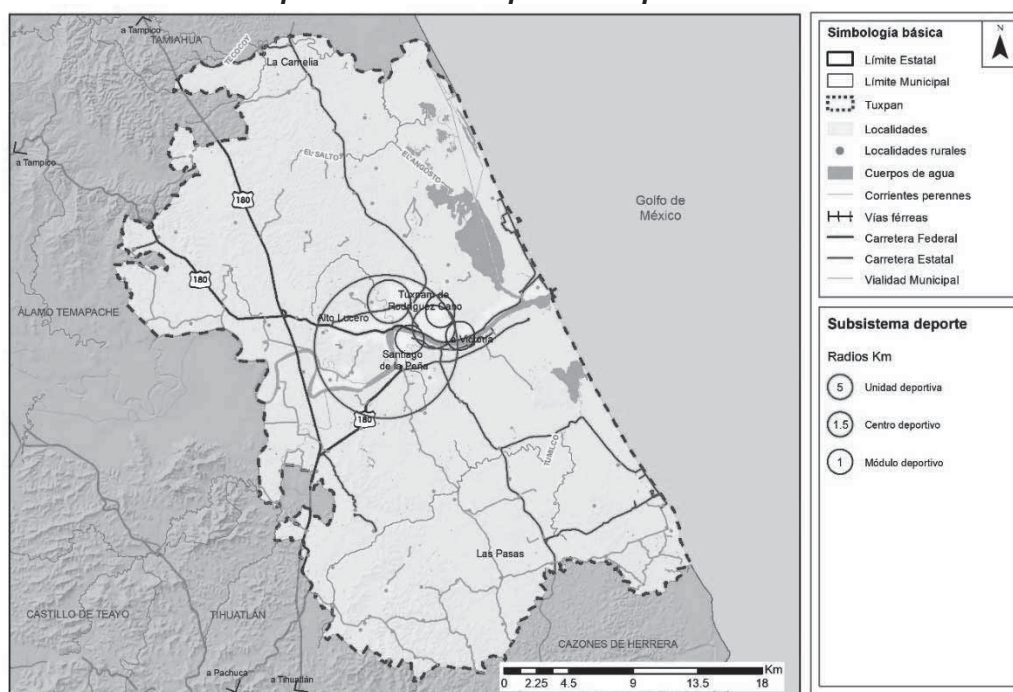 a Tampico
TAMIAHUA
TECOCOY
La Camelia
a Tampico
EL SALTO
EL ANGOSTO
180
Golfo de
México
180
Tuxpam de
Rodríguez Cano
ÁLAMO TEMAPACHE
Alto Lucero
a Victoria
Santiago
de la Peña
180
TUMILCO
Las Pasas
CASTILLO DE TEAYO
TIHUATLÁN
CAZONES DE HERRERA
a Pachuca
a Tihuatlán
Km
0 2.25 4.5 9 13.5 18
Simbología básica
N
Límite Estatal
Límite Municipal
Tuxpan
Localidades
Localidades rurales
Cuerpos de agua
Corrientes perennes
Vías férreas
Carretera Federal
Carretera Estatal
Vialidad Municipal
Subsistema deporte
Radios Km
5 Unidad deportiva
1.5 Centro deportivo
1 Módulo deportivo